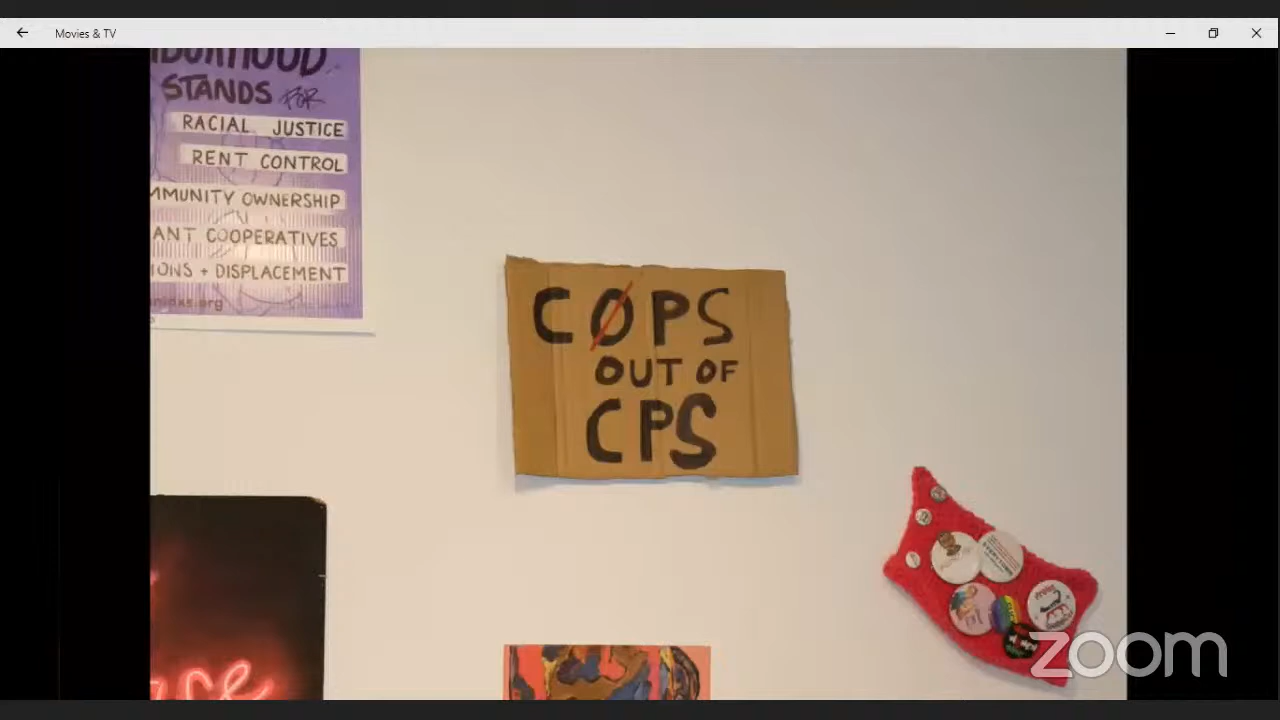 Movies & TV
STANDS FOR
RACIAL JUSTICE
RENT CONTROL
MMUNITY OWNERSHIP
ANT COOPERATIVES
IONS + DISPLACEMENT
COPS
OUT OF
CPS
zoom